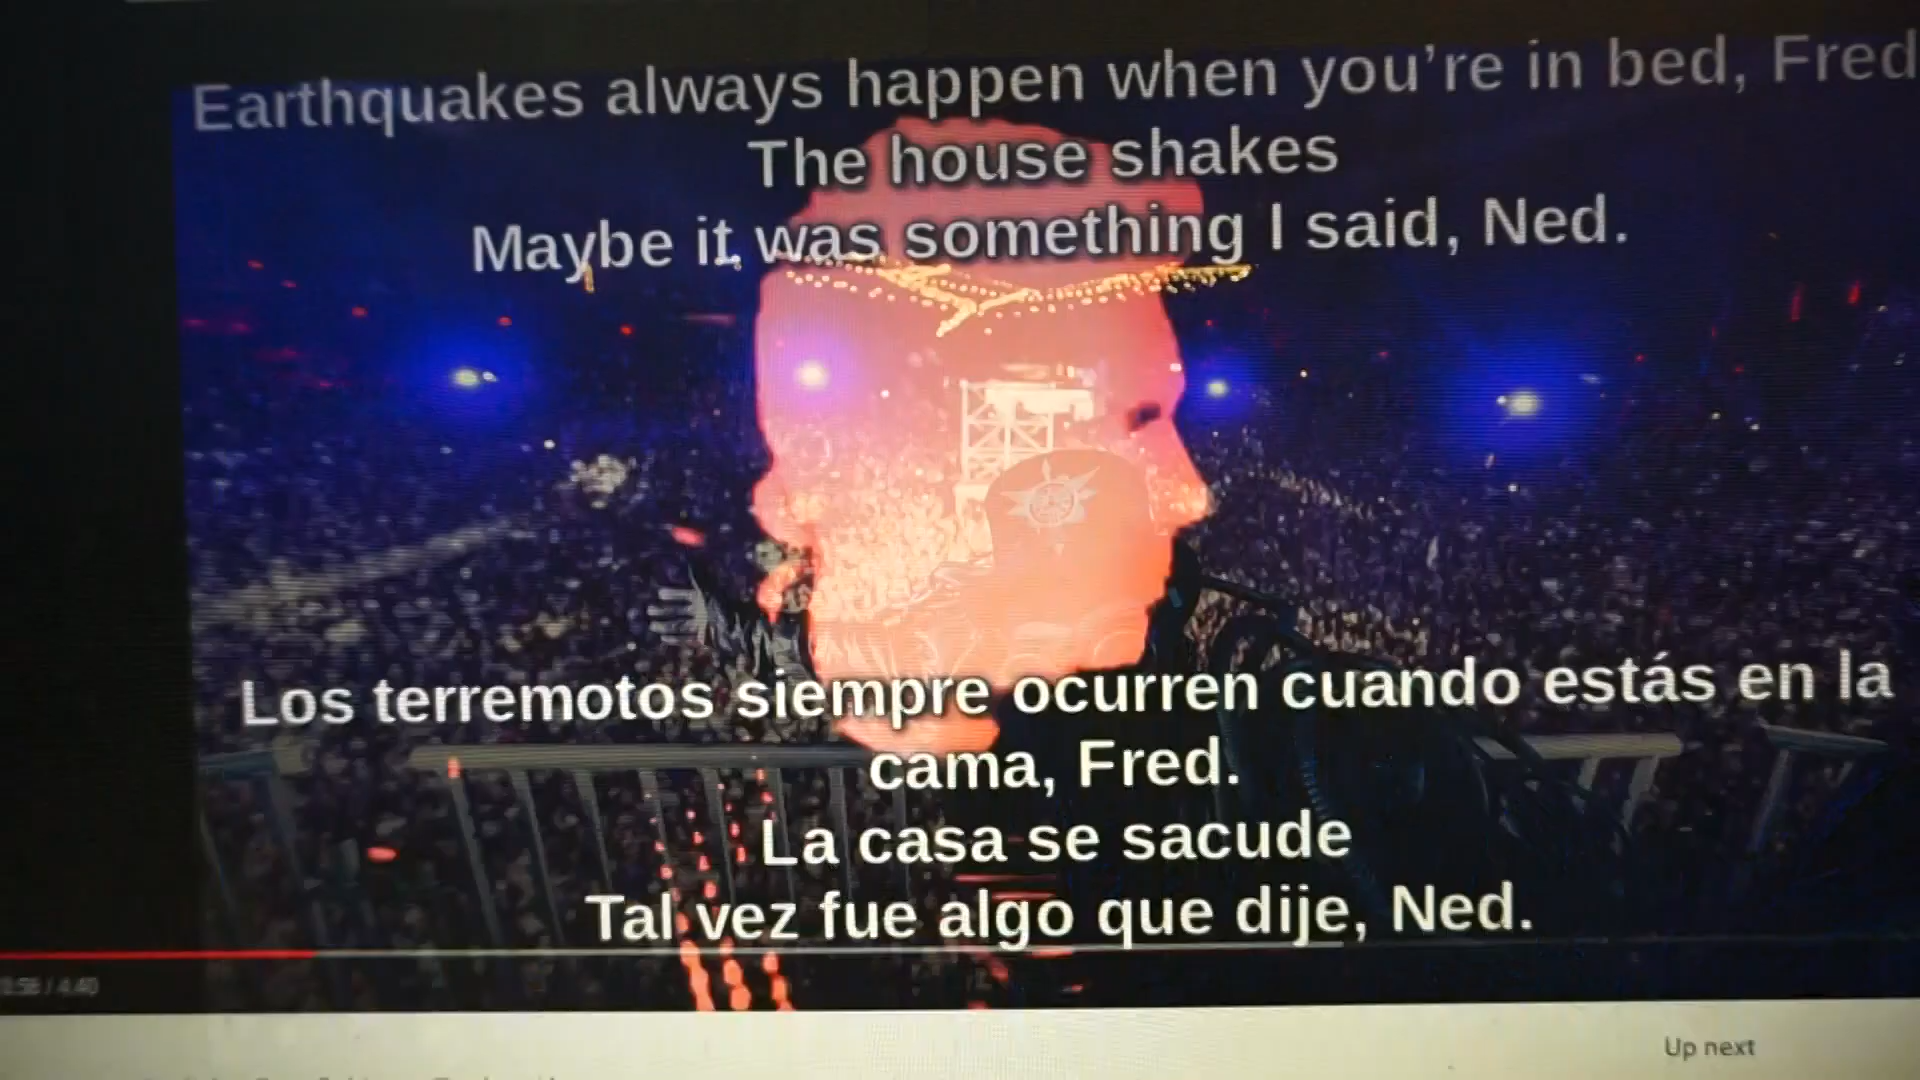 Earthquakes always happen when you're in bed, Fred
The house shakes
Maybe it was something I said, Ned.
Los terremotos siempre ocurren cuando estás en la
cama, Fred.
La casa se sacude
Tal vez fue algo que dije, Ned.
/ 4:40
Up next